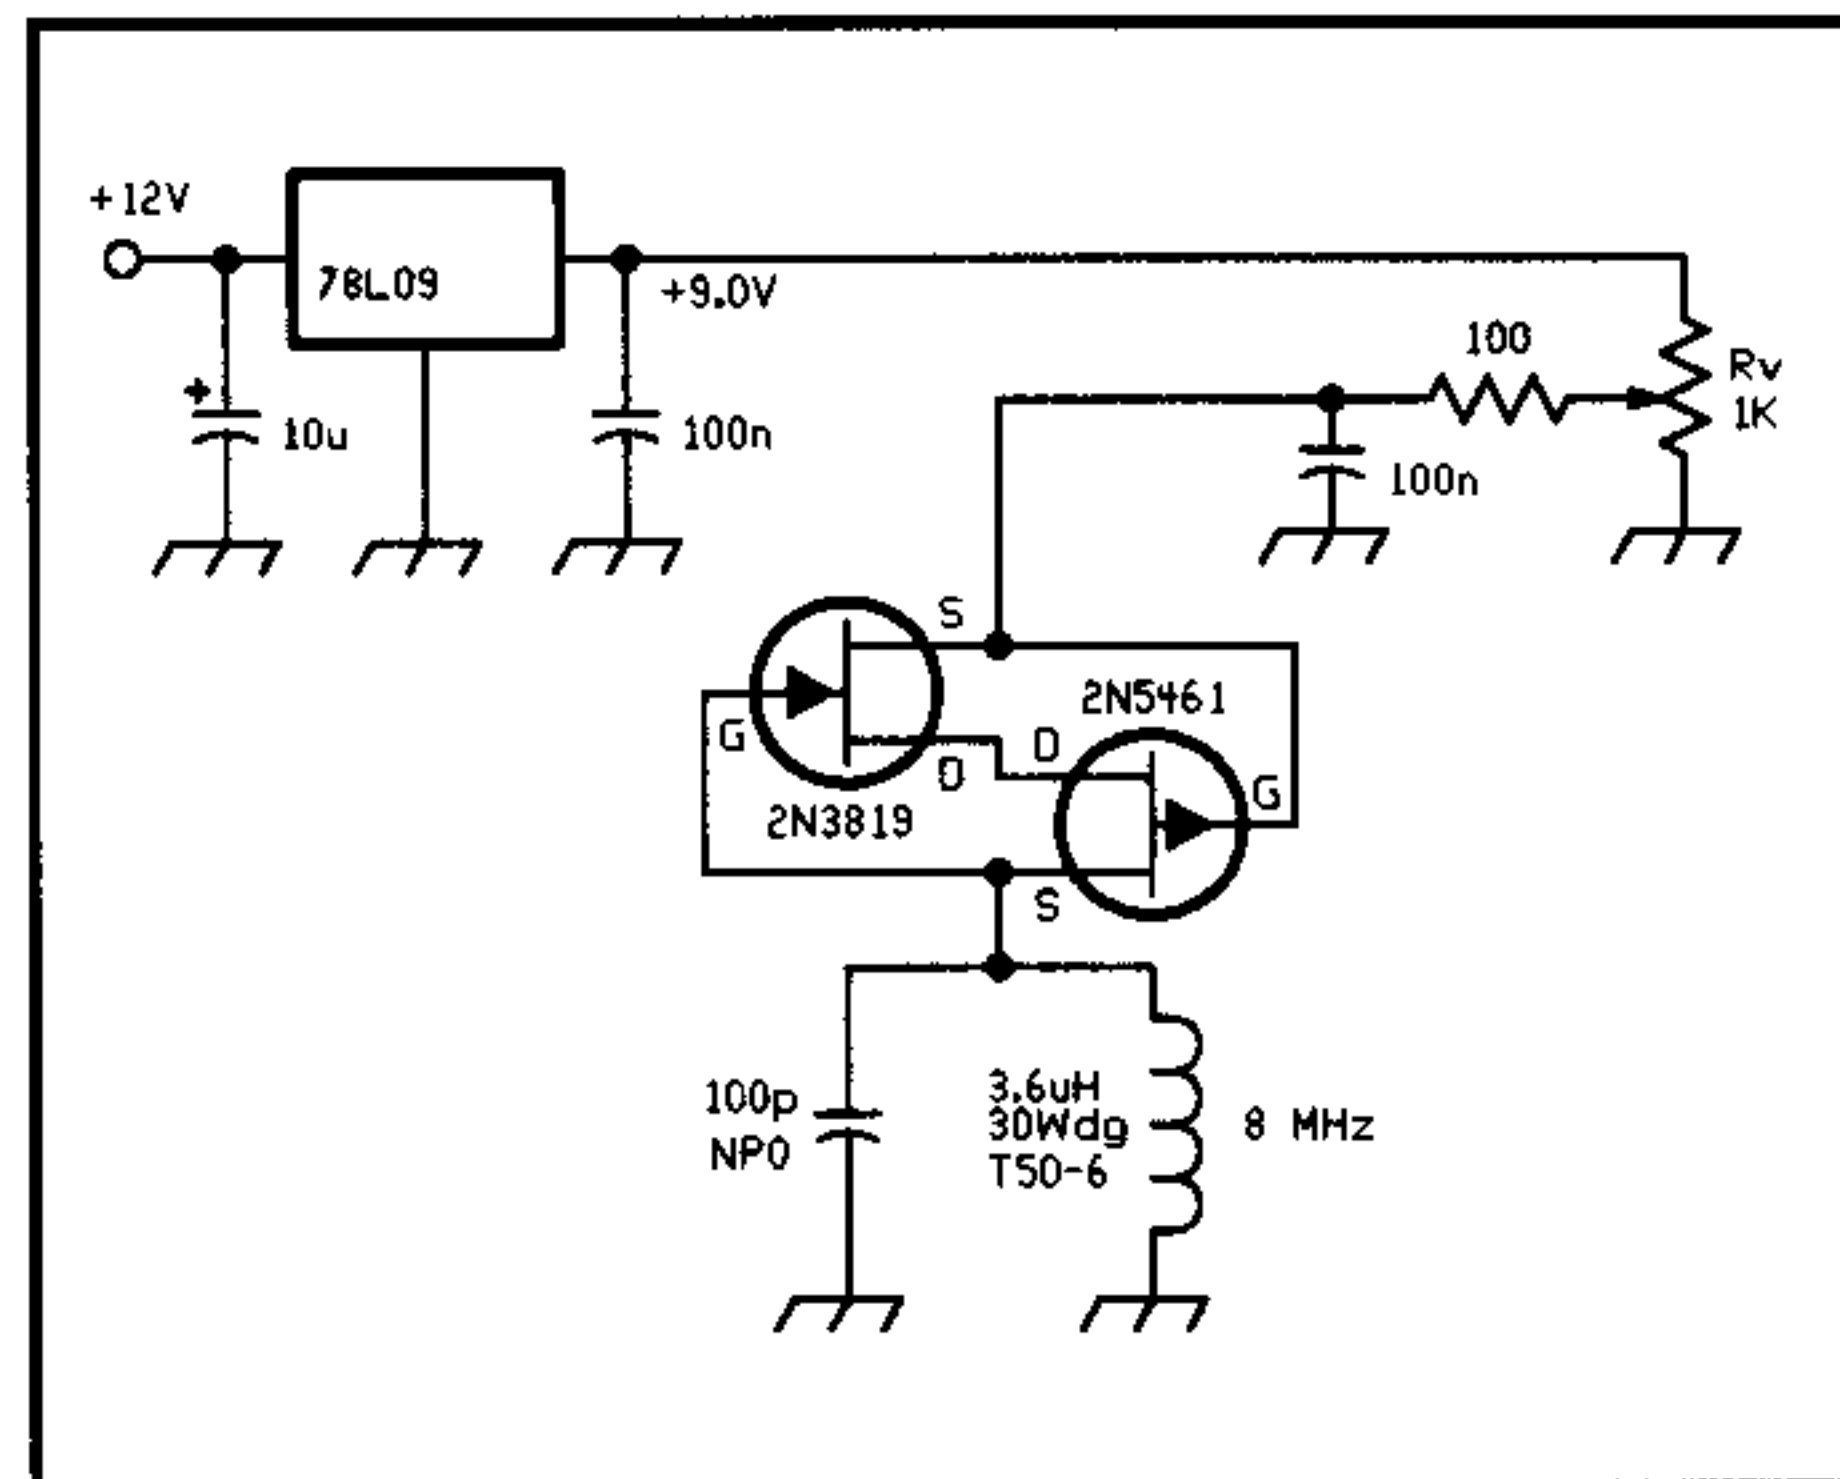 +12V
78L09
+9.0V
10u
100n
100
Rv
1K
100n
S
G
D
2N3819
2N5461
D
G
S
100p
NPO
3.6uH
30Wdg
T50-6
8 MHz